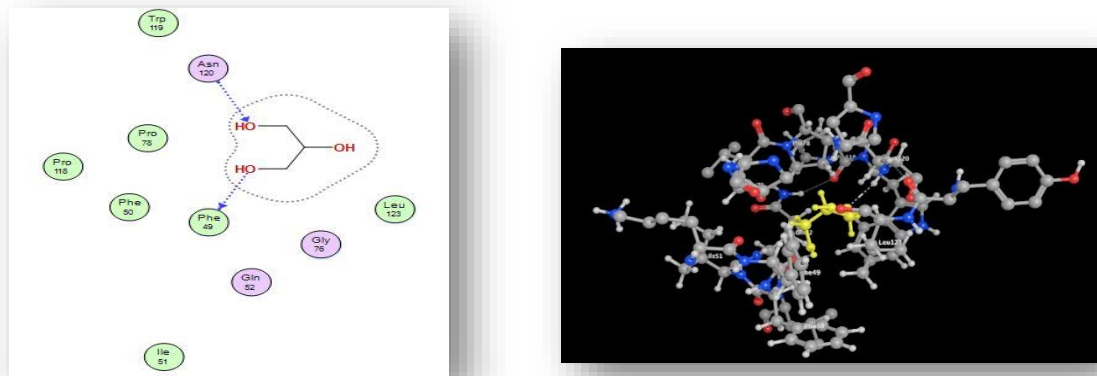 Trp
119
Asn
120
HO
OH
HO
Pro
78
Pro
118
Phe
50
Phe
49
Leu
123
Gly
76
Gln
52
Ile
51
Leu123